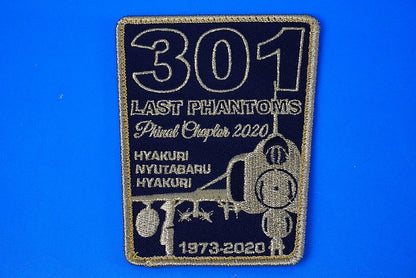 301
LAST PHANTOMS
Phinal Chapter 2020
HYAKURI
NYUTABARU
HYAKURI
1973-2020